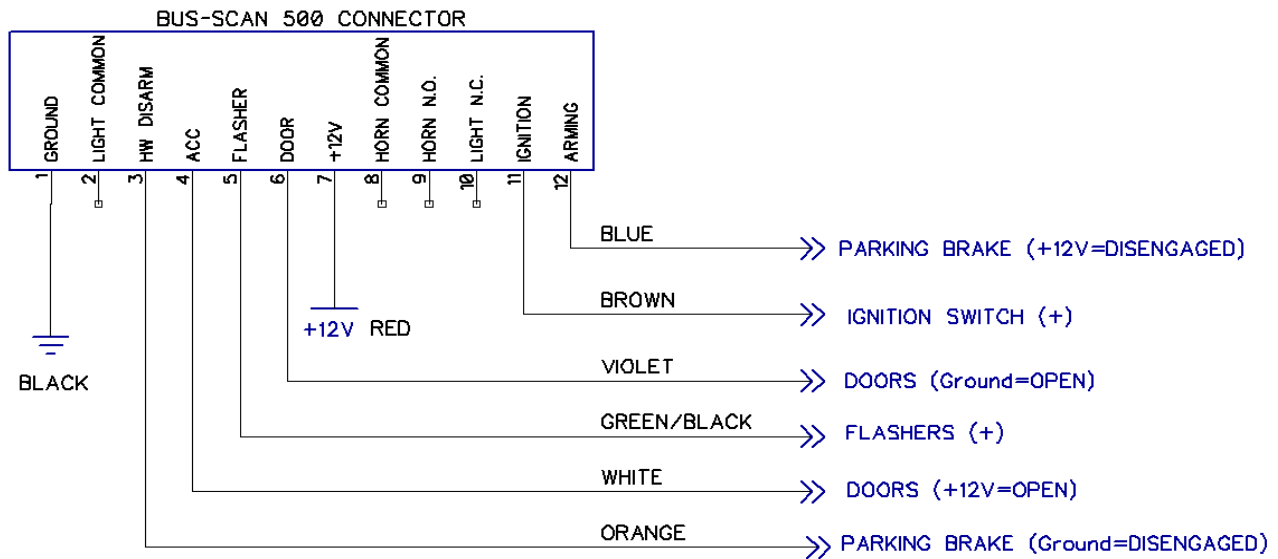 BUS-SCAN 500 CONNECTOR
GROUND
LIGHT COMMON
HW DISARM
ACC
FLASHER
DOOR
+12V
HORN COMMON
HORN N.O.
LIGHT N.C.
IGNITION
ARMING
1
2
3
4
5
6
7
8
9
10
11
12
BLUE
PARKING BRAKE (+12V=DISENGAGED)
BROWN
IGNITION SWITCH (+)
+12V RED
VIOLET
DOORS (Ground=OPEN)
BLACK
GREEN/BLACK
FLASHERS (+)
WHITE
DOORS (+12V=OPEN)
ORANGE
PARKING BRAKE (Ground=DISENGAGED)